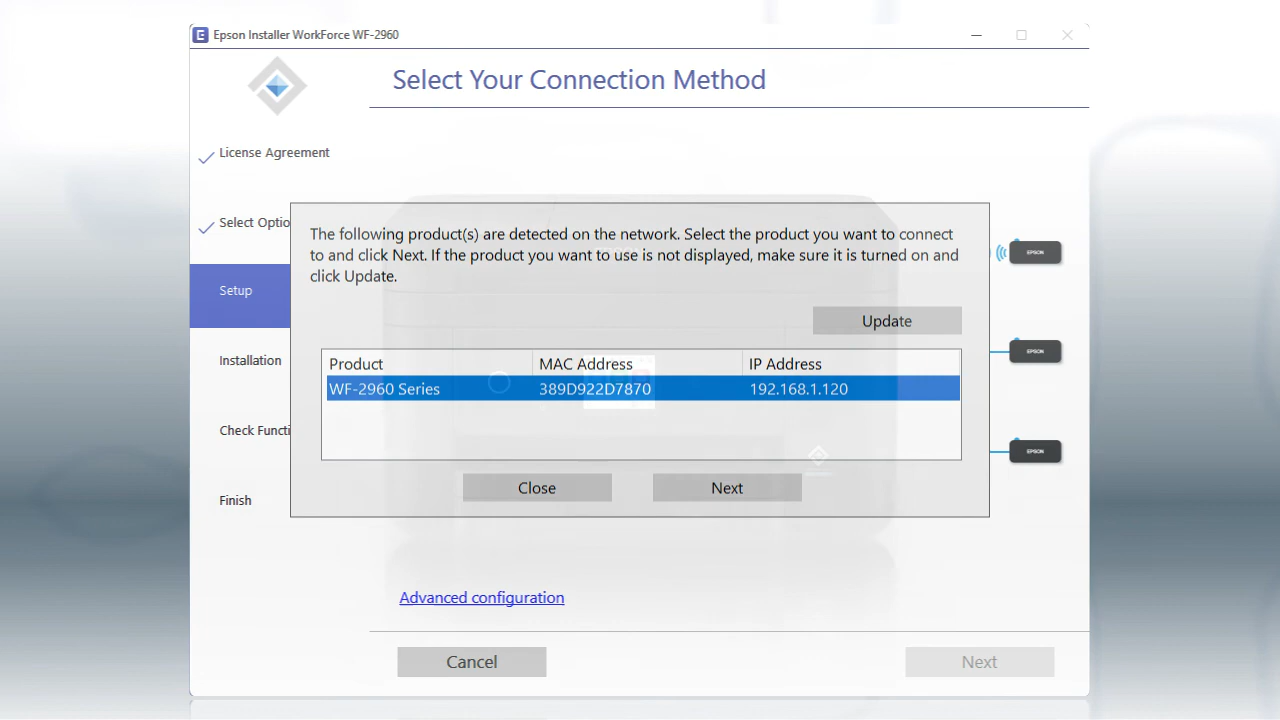 Epson Installer WorkForce WF-2960
Select Your Connection Method
License Agreement
Select Optio
Setup
Installation
Check Functi
Finish
The following product(s) are detected on the network. Select the product you want to connect
to and click Next. If the product you want to use is not displayed, make sure it is turned on and
click Update.
Update
Product MAC Address IP Address
WF-2960 Series 389D922D7870 192.168.1.120
Close Next
EPSON
EPSON
EPSON
Advanced configuration
Cancel Next